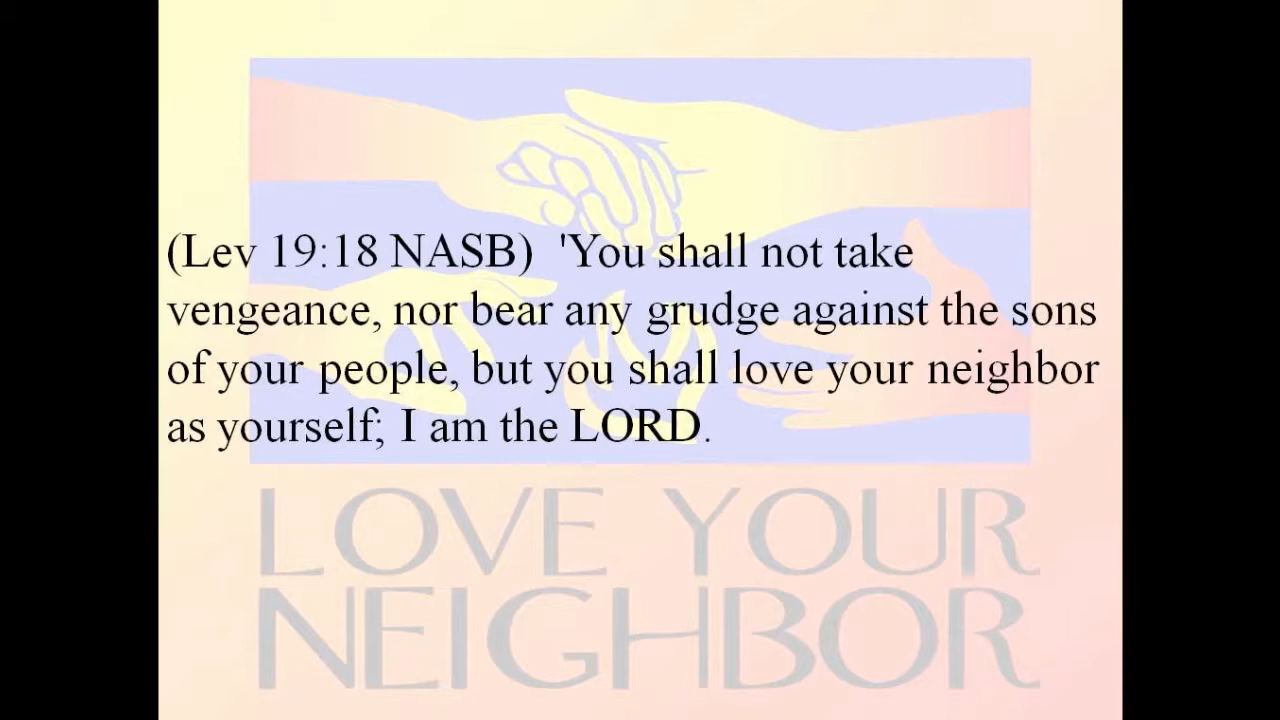 (Lev 19:18 NASB)  'You shall not take
vengeance, nor bear any grudge against the sons
of your people, but you shall love your neighbor
as yourself; I am the LORD.
LOVE YOUR
NEIGHBOR